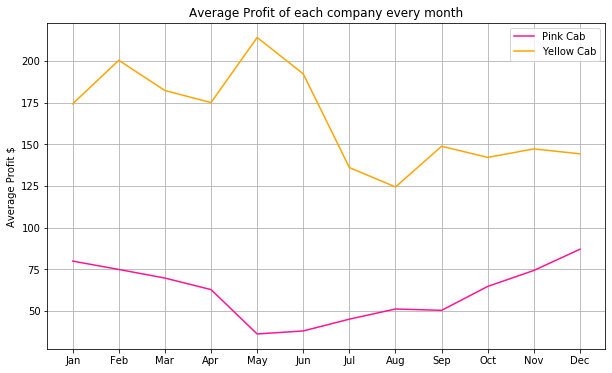 Average Profit of each company every month
Pink Cab
Yellow Cab
Average Profit $
200
175
150
125
100
75
50
Jan Feb Mar Apr May Jun Jul Aug Sep Oct Nov Dec